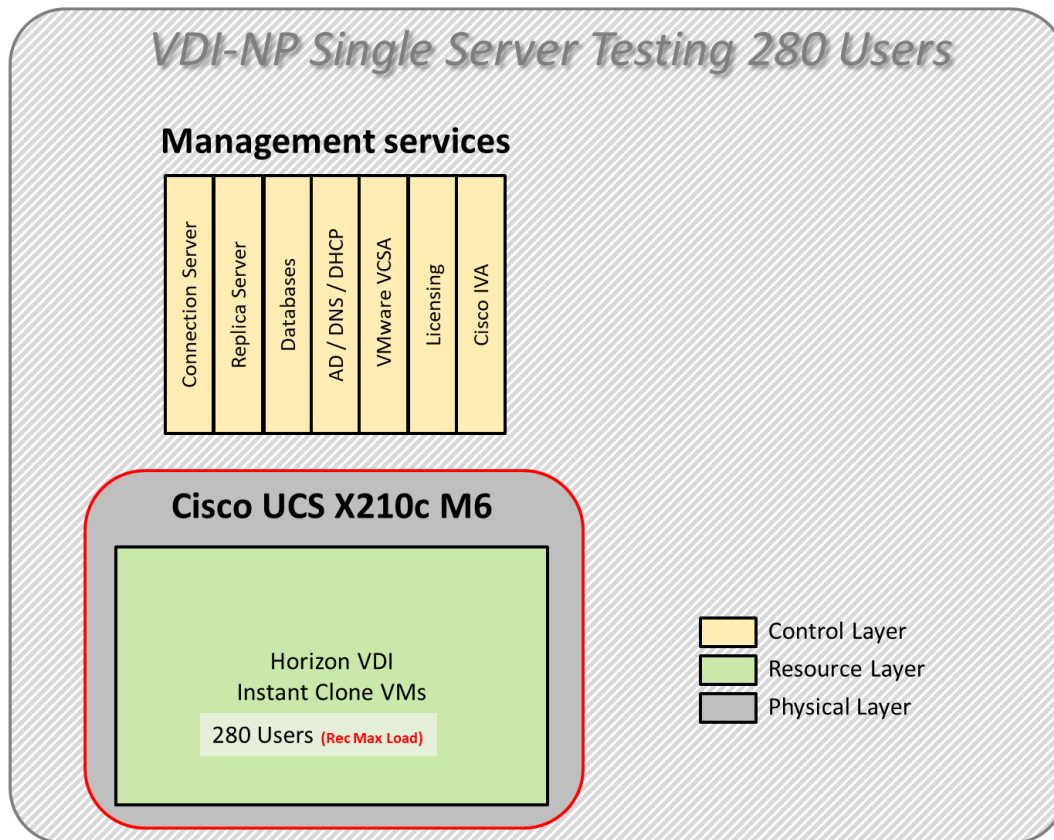 VDI-NP Single Server Testing 280 Users
Management services
Connection Server
Replica Server
Databases
AD / DNS / DHCP
VMware VCSA
Licensing
Cisco IVA
Cisco UCS X210c M6
Horizon VDI
Instant Clone VMs
280 Users (Rec Max Load)
Control Layer
Resource Layer
Physical Layer